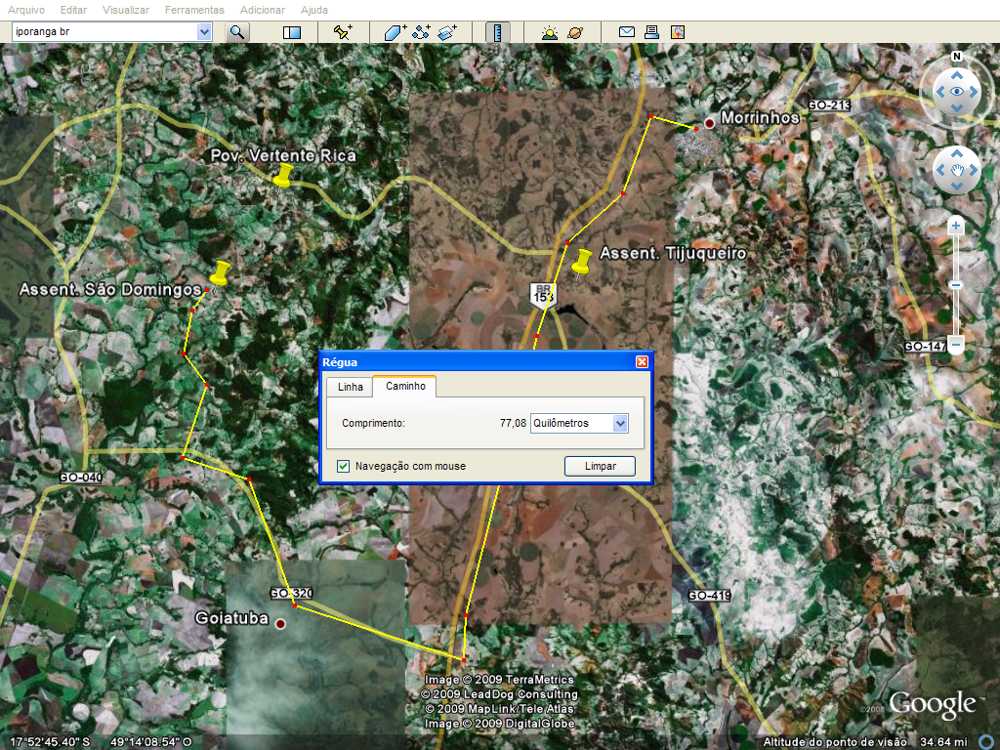 Arquivo Editar Visualizar Ferramentas Adicionar Ajuda
iporanga br
N
GO-213
Morrinhos
Pov. Vertente Rica
Assent. Tijuqueiro
Assent. São Domingos
BR
153
GO-147
Régua
Linha Caminho
Comprimento: 77,08 Quilômetros
Navegação com mouse Limpar
GO-040
GO-320
GO-419
Goiatuba
Image © 2009 TerraMetrics
© 2009 LeadDog Consulting
© 2009 MapLink/Tele Atlas
Image © 2009 DigitalGlobe
©2008 Google™
17°52'45.40" S 49°14'08.54" O
Altitude do ponto de visão 34.64 mi